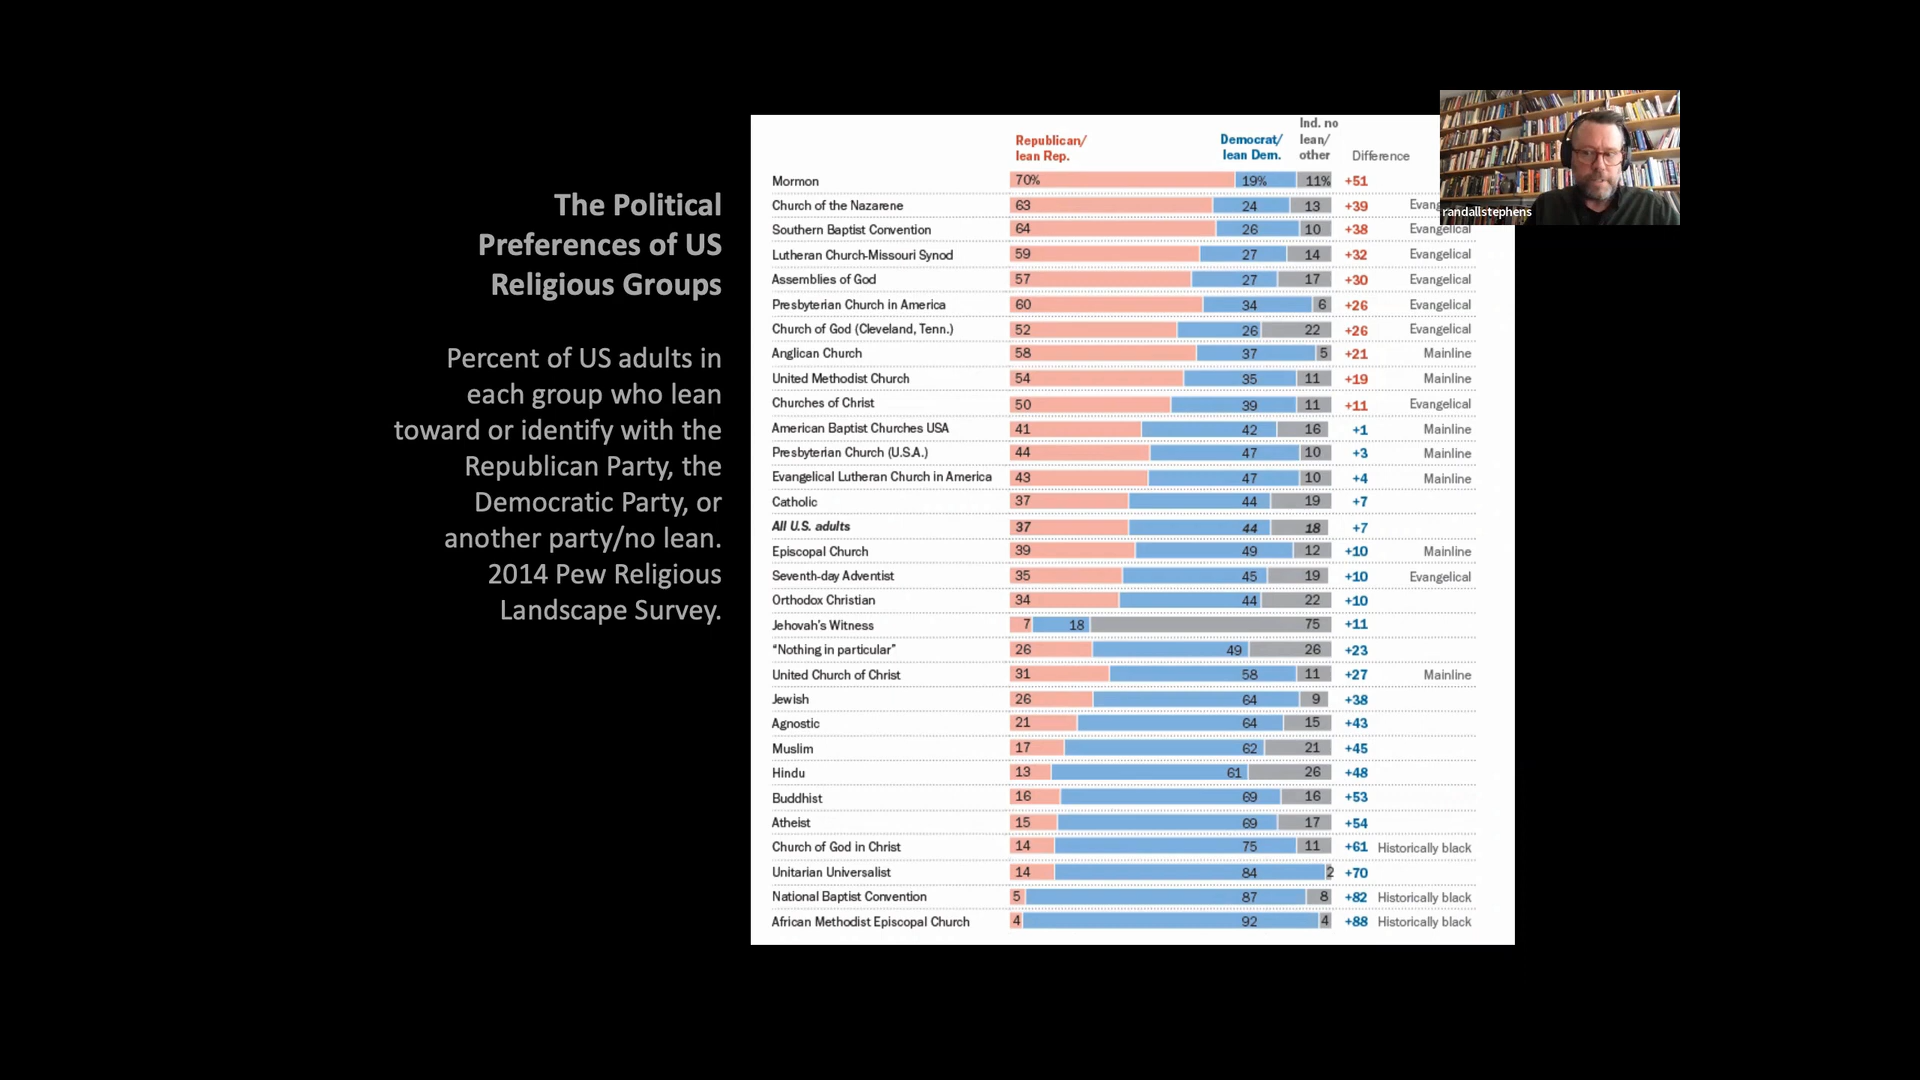 The Political
Preferences of US
Religious Groups
Percent of US adults in
each group who lean
toward or identify with the
Republican Party, the
Democratic Party, or
another party/no lean.
2014 Pew Religious
Landscape Survey.
Republican/
lean Rep.
Democrat/
lean Dem.
Ind. no
lean/
other
Difference
Mormon 70% 19% 11% +51
Church of the Nazarene 63 24 13 +39 Evang
Southern Baptist Convention 64 26 10 +38 Evangelical
Lutheran Church-Missouri Synod 59 27 14 +32 Evangelical
Assemblies of God 57 27 17 +30 Evangelical
Presbyterian Church in America 60 34 6 +26 Evangelical
Church of God (Cleveland, Tenn.) 52 26 22 +26 Evangelical
Anglican Church 58 37 5 +21 Mainline
United Methodist Church 54 35 11 +19 Mainline
Churches of Christ 50 39 11 +11 Evangelical
American Baptist Churches USA 41 42 16 +1 Mainline
Presbyterian Church (U.S.A.) 44 47 10 +3 Mainline
Evangelical Lutheran Church in America 43 47 10 +4 Mainline
Catholic 37 44 19 +7
All U.S. adults 37 44 18 +7
Episcopal Church 39 49 12 +10 Mainline
Seventh-day Adventist 35 45 19 +10 Evangelical
Orthodox Christian 34 44 22 +10
Jehovah's Witness 7 18 75 +11
"Nothing in particular" 26 49 26 +23
United Church of Christ 31 58 11 +27 Mainline
Jewish 26 64 9 +38
Agnostic 21 64 15 +43
Muslim 17 62 21 +45
Hindu 13 61 26 +48
Buddhist 16 69 16 +53
Atheist 15 69 17 +54
Church of God in Christ 14 75 11 +61 Historically black
Unitarian Universalist 14 84 2 +70
National Baptist Convention 5 87 8 +82 Historically black
African Methodist Episcopal Church 4 92 4 +88 Historically black
randallstephens